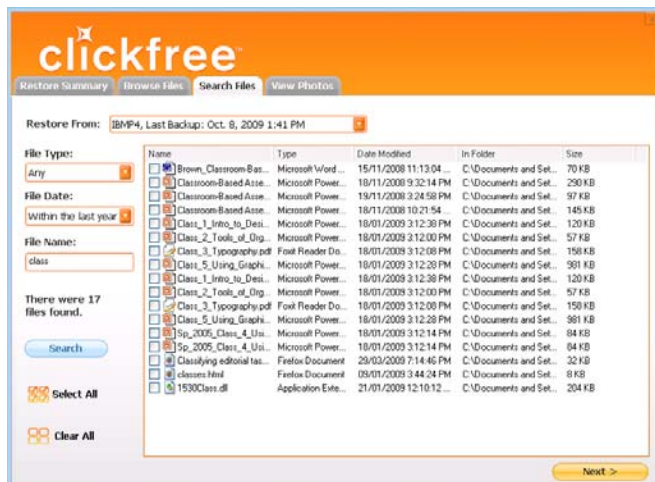 clickfree™
Restore Summary Browse Files Search Files View Photos
Restore From: IBMP4, Last Backup: Oct. 8, 2009 1:41 PM
File Type:
Any
File Date:
Within the last year
File Name:
class
There were 17
files found.
Search
Select All
Clear All
Name Type Date Modified In Folder Size
Brown_Classroom-Bas... Microsoft Word ... 15/11/2008 11:13:04 ... C:\Documents and Set... 70 KB
Classroom-Based Asse... Microsoft Power... 18/11/2008 9:32:14 PM C:\Documents and Set... 290 KB
Classroom-Based Asse... Microsoft Power... 19/11/2008 3:24:58 PM C:\Documents and Set... 97 KB
Classroom-Based Asse... Microsoft Power... 18/11/2008 10:21:54 ... C:\Documents and Set... 145 KB
Class_1_Intro_to_Desi... Microsoft Power... 18/01/2009 3:12:38 PM C:\Documents and Set... 120 KB
Class_2_Tools_of_Org... Microsoft Power... 18/01/2009 3:12:00 PM C:\Documents and Set... 57 KB
Class_3_Typography.pdf Foxit Reader Do... 18/01/2009 3:12:08 PM C:\Documents and Set... 158 KB
Class_5_Using_Graphi... Microsoft Power... 18/01/2009 3:12:28 PM C:\Documents and Set... 981 KB
Class_1_Intro_to_Desi... Microsoft Power... 18/01/2009 3:12:38 PM C:\Documents and Set... 120 KB
Class_2_Tools_of_Org... Microsoft Power... 18/01/2009 3:12:00 PM C:\Documents and Set... 57 KB
Class_3_Typography.pdf Foxit Reader Do... 18/01/2009 3:12:08 PM C:\Documents and Set... 158 KB
Class_5_Using_Graphi... Microsoft Power... 18/01/2009 3:12:28 PM C:\Documents and Set... 981 KB
Sp_2005_Class_4_Usi... Microsoft Power... 18/01/2009 3:12:14 PM C:\Documents and Set... 84 KB
Sp_2005_Class_4_Usi... Microsoft Power... 18/01/2009 3:12:14 PM C:\Documents and Set... 84 KB
Classifying editorial tas... Firefox Document 29/03/2009 7:14:46 PM C:\Documents and Set... 32 KB
classes.html Firefox Document 09/01/2009 3:44:24 PM C:\Documents and Set... 8 KB
1530Class.dll Application Exte... 21/01/2009 12:10:12 ... C:\Documents and Set... 204 KB
Next >